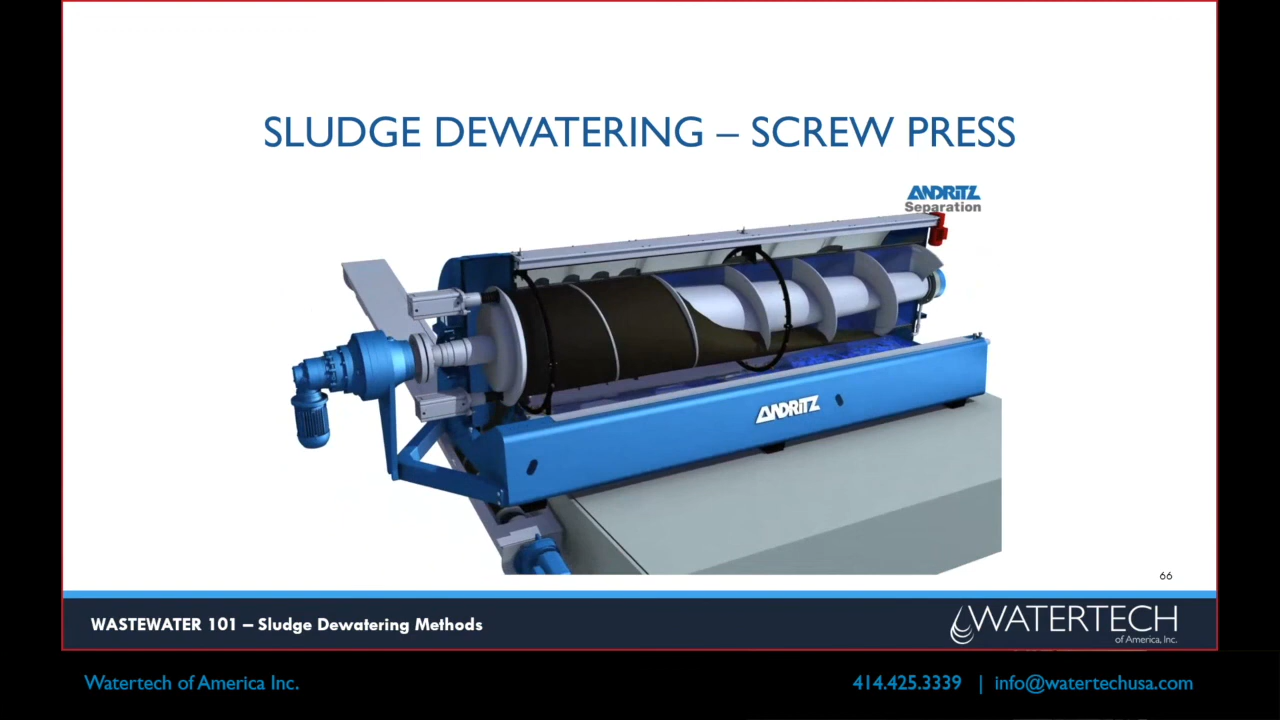 SLUDGE DEWATERING – SCREW PRESS
ANDRITZ
Separation
ANDRITZ
66
WASTEWATER 101 – Sludge Dewatering Methods
WATERTECH
of America, Inc.
Watertech of America Inc.
414.425.3339 | info@watertechusa.com